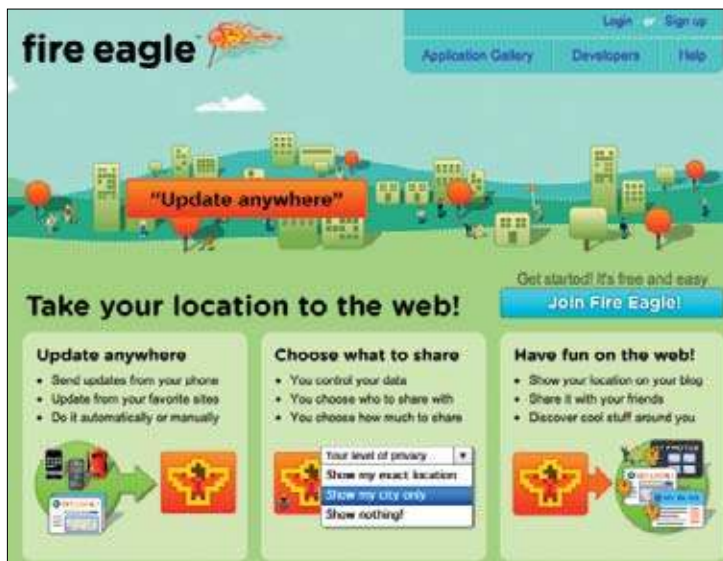 Login or Sign up
fire eagle™
Application Gallery Developers Help
"Update anywhere"
Get started! It's free and easy
Take your location to the web!
Join Fire Eagle!
Update anywhere
• Send updates from your phone
• Update from your favorite sites
• Do it automatically or manually
Choose what to share
• You control your data
• You choose who to share with
• You choose how much to share
Your level of privacy
Show my exact location
Show my city only
Show nothing!
Have fun on the web!
• Show your location on your blog
• Share it with your friends
• Discover cool stuff around you
MY BLOG